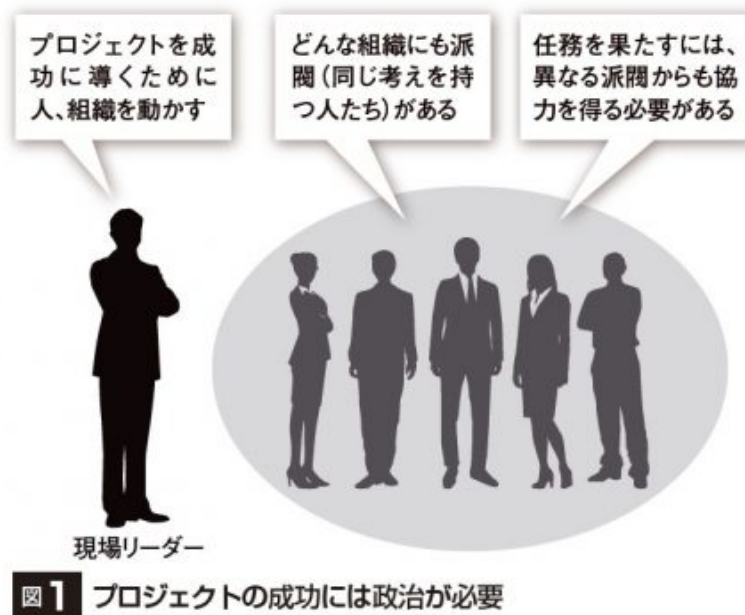 プロジェクトを成
功に導くために
人、組織を動かす
どんな組織にも派
閥（同じ考えを持
つ人たち）がある
任務を果たすには、
異なる派閥からも協
力を得る必要がある
現場リーダー
図1 プロジェクトの成功には政治が必要